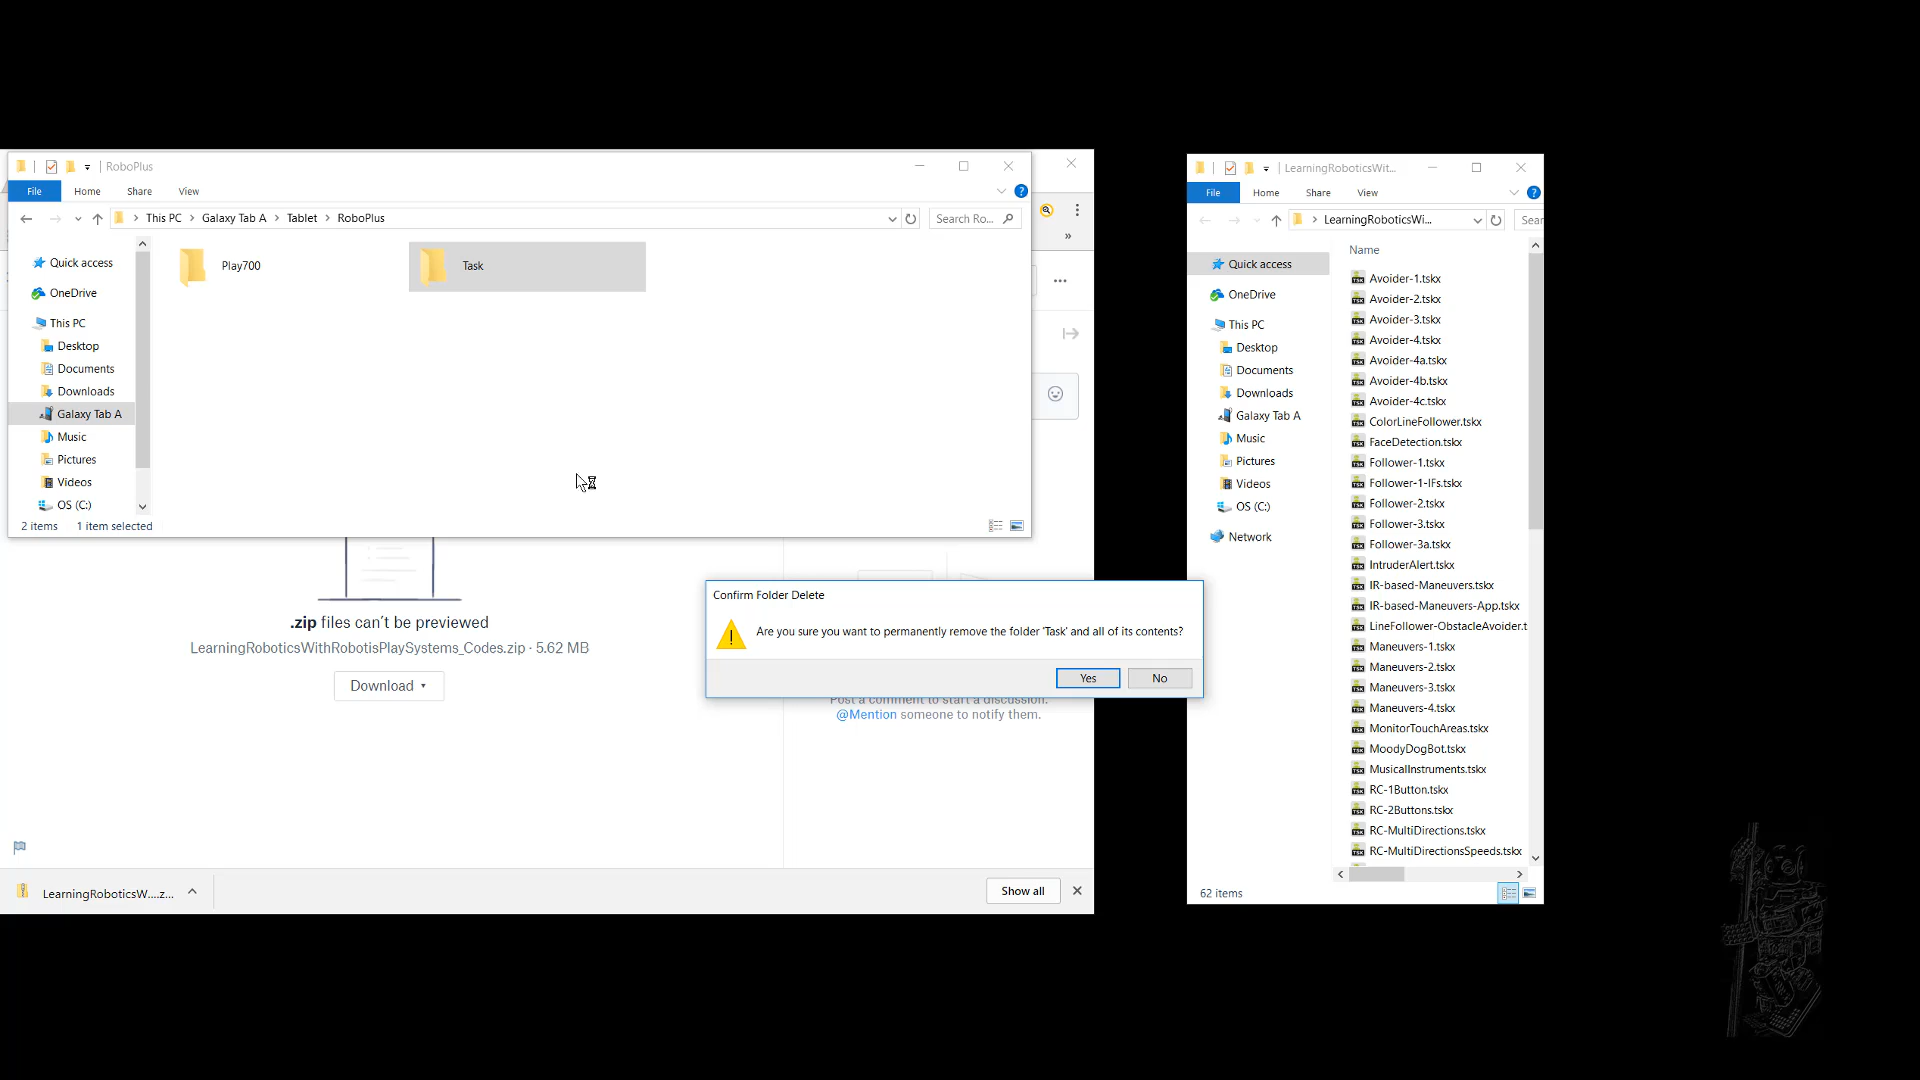 RoboPlus
File Home Share View
This PC Galaxy Tab A Tablet RoboPlus
Search Ro...
Quick access
OneDrive
This PC
Desktop
Documents
Downloads
Galaxy Tab A
Music
Pictures
Videos
OS (C:)
Play700
Task
2 items 1 item selected
.zip files can't be previewed
LearningRoboticsWithRobotisPlaySystems_Codes.zip · 5.62 MB
Download
Confirm Folder Delete
Are you sure you want to permanently remove the folder 'Task' and all of its contents?
Yes No
Post a comment to start a discussion.
@Mention someone to notify them.
LearningRoboticsW....z...
Show all
LearningRoboticsWit...
File Home Share View
LearningRoboticsWi...
Sear
Quick access
OneDrive
This PC
Desktop
Documents
Downloads
Galaxy Tab A
Music
Pictures
Videos
OS (C:)
Network
Name
Avoider-1.tskx
Avoider-2.tskx
Avoider-3.tskx
Avoider-4.tskx
Avoider-4a.tskx
Avoider-4b.tskx
Avoider-4c.tskx
ColorLineFollower.tskx
FaceDetection.tskx
Follower-1.tskx
Follower-1-IFs.tskx
Follower-2.tskx
Follower-3.tskx
Follower-3a.tskx
IntruderAlert.tskx
IR-based-Maneuvers.tskx
IR-based-Maneuvers-App.tskx
LineFollower-ObstacleAvoider.t
Maneuvers-1.tskx
Maneuvers-2.tskx
Maneuvers-3.tskx
Maneuvers-4.tskx
MonitorTouchAreas.tskx
MoodyDogBot.tskx
MusicalInstruments.tskx
RC-1Button.tskx
RC-2Buttons.tskx
RC-MultiDirections.tskx
RC-MultiDirectionsSpeeds.tskx
62 items